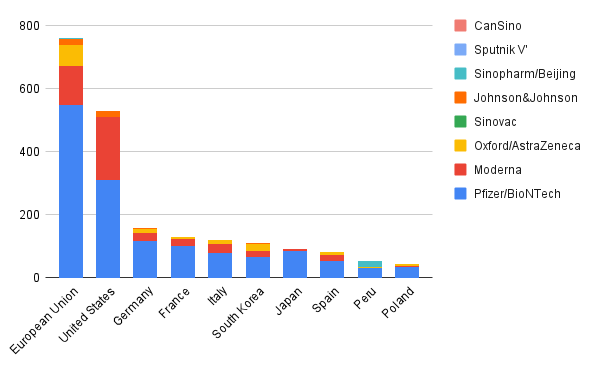 800
600
400
200
0
European Union
United States
Germany
France
Italy
South Korea
Japan
Spain
Peru
Poland
CanSino
Sputnik V'
Sinopharm/Beijing
Johnson&Johnson
Sinovac
Oxford/AstraZeneca
Moderna
Pfizer/BioNTech